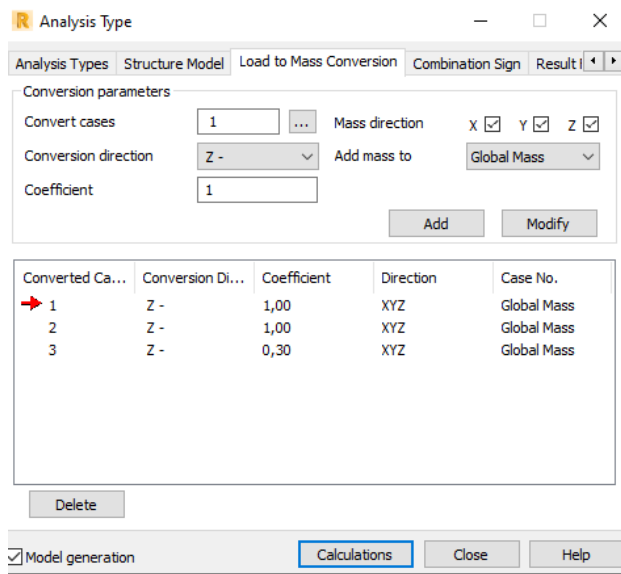 R Analysis Type
Analysis Types Structure Model Load to Mass Conversion Combination Sign Result
Conversion parameters
Convert cases 1 ... Mass direction X Y Z
Conversion direction Z - Add mass to Global Mass
Coefficient 1
Add Modify
Converted Ca... Conversion Di... Coefficient Direction Case No.
1 Z - 1,00 XYZ Global Mass
2 Z - 1,00 XYZ Global Mass
3 Z - 0,30 XYZ Global Mass
Delete
Model generation Calculations Close Help